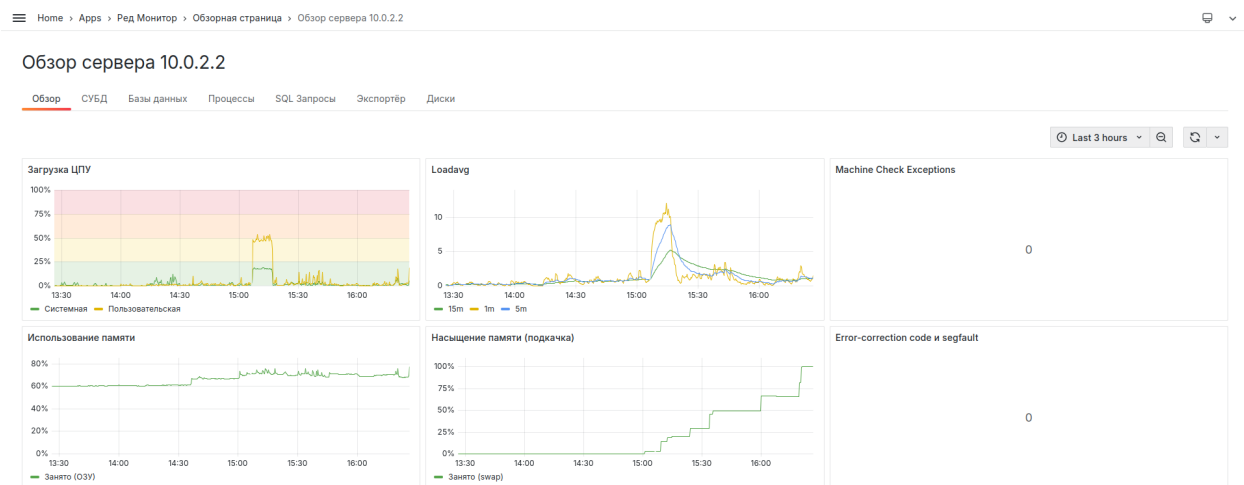 Home › Apps › Ред Монитор › Обзорная страница › Обзор сервера 10.0.2.2
Обзор сервера 10.0.2.2
Обзор СУБД Базы данных Процессы SQL Запросы Экспортёр Диски
Last 3 hours
Загрузка ЦПУ
100%
75%
50%
25%
0%
13:30 14:00 14:30 15:00 15:30 16:00
Системная Пользовательская
Loadavg
10
5
0
13:30 14:00 14:30 15:00 15:30 16:00
15m 1m 5m
Machine Check Exceptions
0
Использование памяти
80%
60%
40%
20%
0%
13:30 14:00 14:30 15:00 15:30 16:00
Занято (ОЗУ)
Насыщение памяти (подкачка)
100%
75%
50%
25%
0%
13:30 14:00 14:30 15:00 15:30 16:00
Занято (swap)
Error-correction code и segfault
0